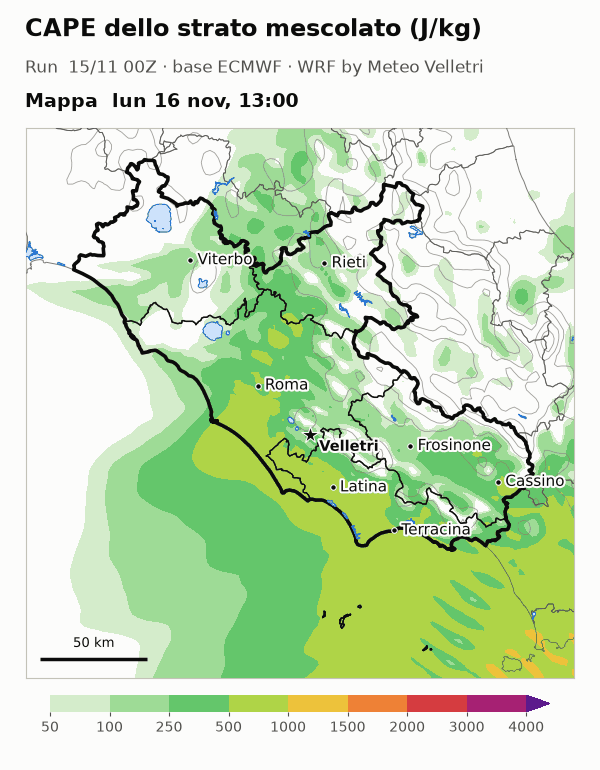 CAPE dello strato mescolato (J/kg)
Run 15/11 00Z · base ECMWF · WRF by Meteo Velletri
Mappa lun 16 nov, 13:00
Viterbo
Rieti
Roma
Velletri
Frosinone
Cassino
Latina
Terracina
50 km
50 100 250 500 1000 1500 2000 3000 4000